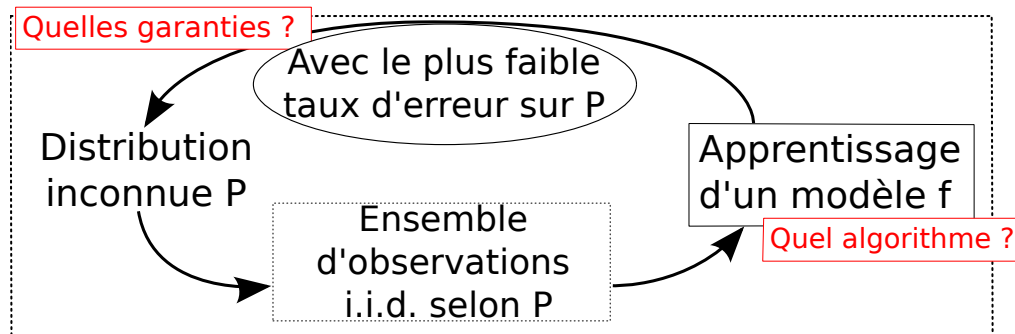 Quelles garanties ?
Avec le plus faible
taux d'erreur sur P
Distribution
inconnue P
Apprentissage
d'un modèle f
Quel algorithme ?
Ensemble
d'observations
i.i.d. selon P